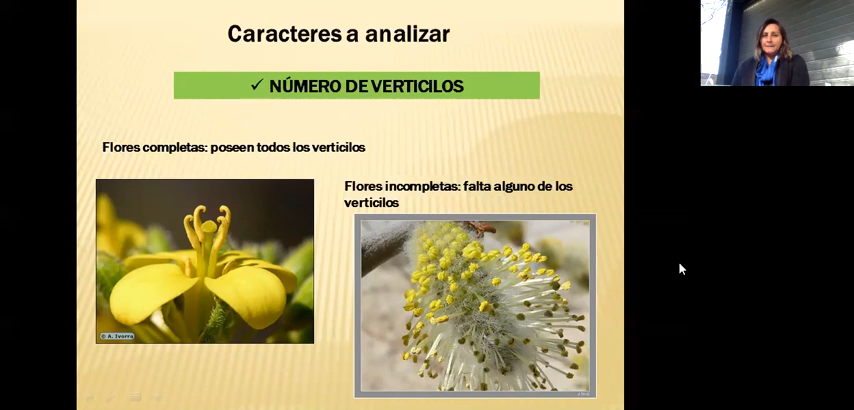 Caracteres a analizar
✓ NÚMERO DE VERTICILOS
Flores completas: poseen todos los verticilos
Flores incompletas: falta alguno de los
verticilos
© A. Ivorra